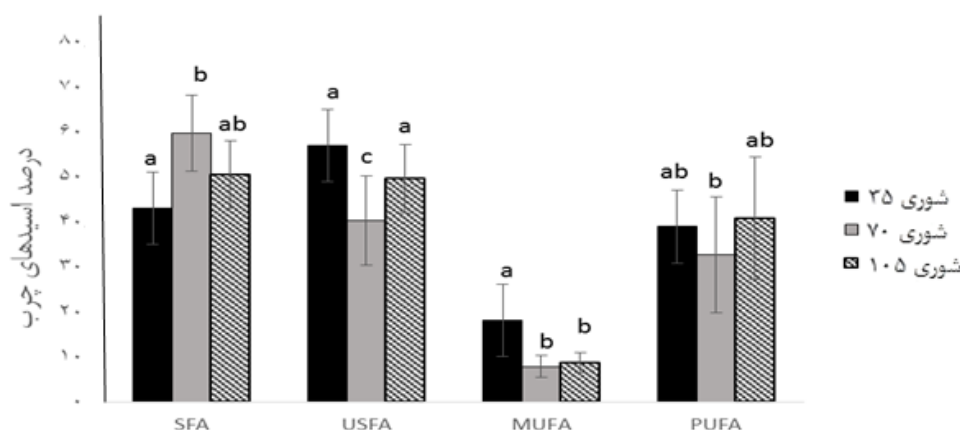 درصد اسیدهای چرب
۸۰
۷۰
۶۰
۵۰
۴۰
۳۰
۲۰
۱۰
۰
a b ab
a c a
a b b
ab b ab
SFA USFA MUFA PUFA
شوری ۳۵
شوری ۷۰
شوری ۱۰۵